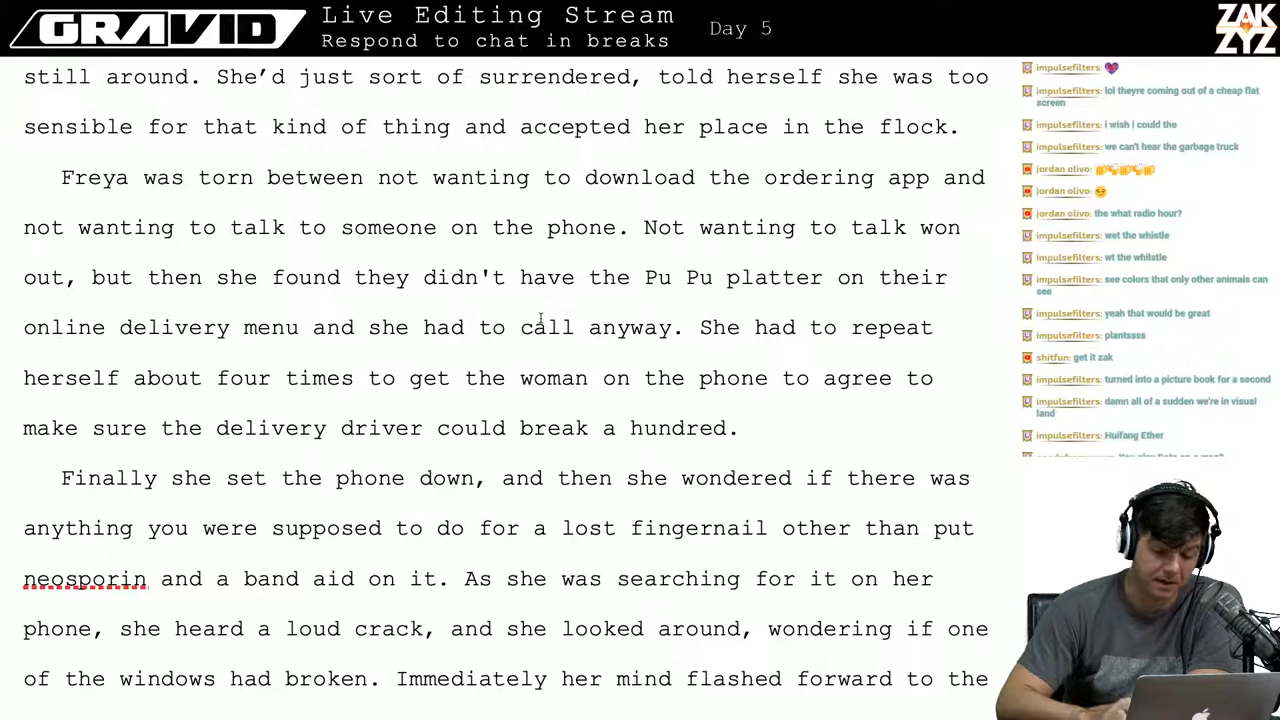 GRAVID
Live Editing Stream
Respond to chat in breaks
Day 5
ZAK
ZYZ
still around. She’d just sort of surrendered, told herself she was too
sensible for that kind of thing and accepted her place in the flock.
Freya was torn between not wanting to download the ordering app and
not wanting to talk to someone on the phone. Not wanting to talk won
out, but then she found they didn't have the Pu Pu platter on their
online delivery menu and she had to call anyway. She had to repeat
herself about four times to get the woman on the phone to agree to
make sure the delivery driver could break a hundred.
Finally she set the phone down, and then she wondered if there was
anything you were supposed to do for a lost fingernail other than put
neosporin and a band aid on it. As she was searching for it on her
phone, she heard a loud crack, and she looked around, wondering if one
of the windows had broken. Immediately her mind flashed forward to the
impulsefilters:
impulsefilters: lol theyre coming out of a cheap flat
screen
impulsefilters: i wish i could tho
impulsefilters: we can't hear the garbage truck
jordan olivo:
jordan olivo:
jordan olivo: the what radio hour?
impulsefilters: wet the whistle
impulsefilters: wt the whilstle
impulsefilters: see colors that only other animals can
see
impulsefilters: yeah that would be great
impulsefilters: plantssss
shitfun: get it zak
impulsefilters: turned into a picture book for a second
impulsefilters: damn all of a sudden we're in visual
land
impulsefilters: Huifang Ether